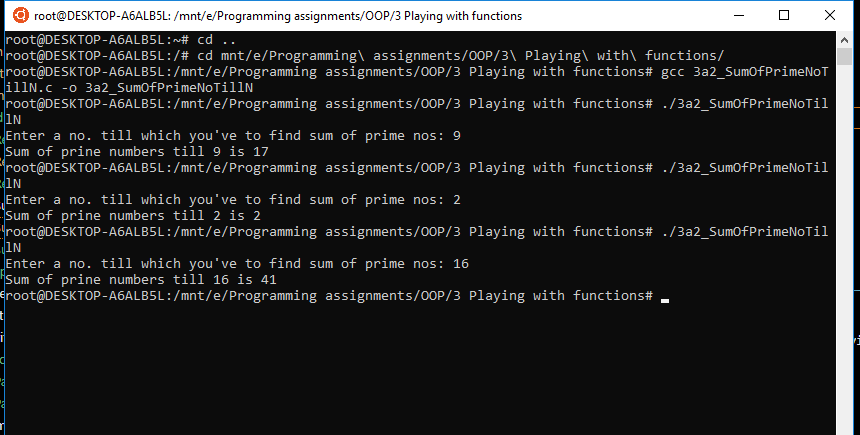 root@DESKTOP-A6ALB5L: /mnt/e/Programming assignments/OOP/3 Playing with functions
root@DESKTOP-A6ALB5L:~# cd ..
root@DESKTOP-A6ALB5L:/# cd mnt/e/Programming\ assignments/OOP/3\ Playing\ with\ functions/
root@DESKTOP-A6ALB5L:/mnt/e/Programming assignments/OOP/3 Playing with functions# gcc 3a2_SumOfPrimeNoT
illN.c -o 3a2_SumOfPrimeNoTillN
root@DESKTOP-A6ALB5L:/mnt/e/Programming assignments/OOP/3 Playing with functions# ./3a2_SumOfPrimeNoTil
lN
Enter a no. till which you've to find sum of prime nos: 9
Sum of prine numbers till 9 is 17
root@DESKTOP-A6ALB5L:/mnt/e/Programming assignments/OOP/3 Playing with functions# ./3a2_SumOfPrimeNoTil
lN
Enter a no. till which you've to find sum of prime nos: 2
Sum of prine numbers till 2 is 2
root@DESKTOP-A6ALB5L:/mnt/e/Programming assignments/OOP/3 Playing with functions# ./3a2_SumOfPrimeNoTil
lN
Enter a no. till which you've to find sum of prime nos: 16
Sum of prine numbers till 16 is 41
root@DESKTOP-A6ALB5L:/mnt/e/Programming assignments/OOP/3 Playing with functions#